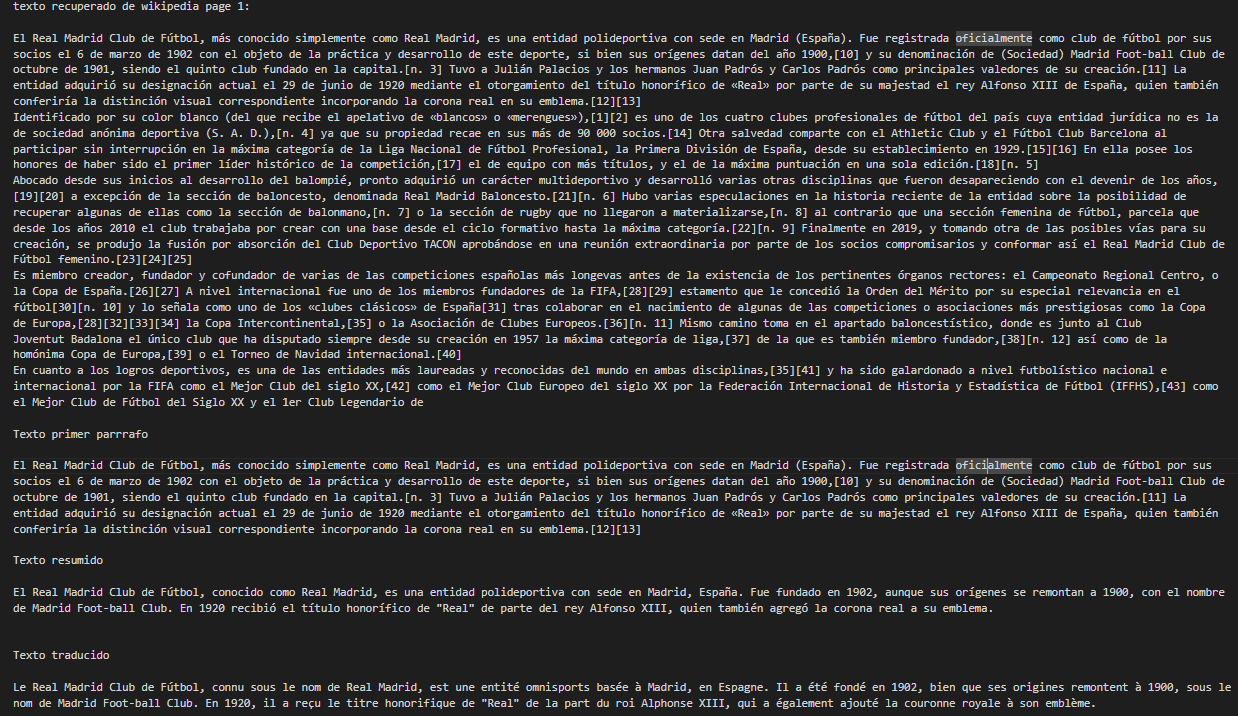 texto recuperado de wikipedia page 1:
El Real Madrid Club de Fútbol, más conocido simplemente como Real Madrid, es una entidad polideportiva con sede en Madrid (España). Fue registrada oficialmente como club de fútbol por sus
socios el 6 de marzo de 1902 con el objeto de la práctica y desarrollo de este deporte, si bien sus orígenes datan del año 1900,[10] y su denominación de (Sociedad) Madrid Foot-ball Club de
octubre de 1901, siendo el quinto club fundado en la capital.[n. 3] Tuvo a Julián Palacios y los hermanos Juan Padrós y Carlos Padrós como principales valedores de su creación.[11] La
entidad adquirió su designación actual el 29 de junio de 1920 mediante el otorgamiento del título honorífico de «Real» por parte de su majestad el rey Alfonso XIII de España, quien también
conferiría la distinción visual correspondiente incorporando la corona real en su emblema.[12][13]
Identificado por su color blanco (del que recibe el apelativo de «blancos» o «merengues»),[1][2] es uno de los cuatro clubes profesionales de fútbol del país cuya entidad jurídica no es la
de sociedad anónima deportiva (S. A. D.),[n. 4] ya que su propiedad recae en sus más de 90 000 socios.[14] Otra salvedad comparte con el Athletic Club y el Fútbol Club Barcelona al
participar sin interrupción en la máxima categoría de la Liga Nacional de Fútbol Profesional, la Primera División de España, desde su establecimiento en 1929.[15][16] En ella posee los
honores de haber sido el primer líder histórico de la competición,[17] el de equipo con más títulos, y el de la máxima puntuación en una sola edición.[18][n. 5]
Abocado desde sus inicios al desarrollo del balompié, pronto adquirió un carácter multideportivo y desarrolló varias otras disciplinas que fueron desapareciendo con el devenir de los años,
[19][20] a excepción de la sección de baloncesto, denominada Real Madrid Baloncesto.[21][n. 6] Hubo varias especulaciones en la historia reciente de la entidad sobre la posibilidad de
recuperar algunas de ellas como la sección de balonmano,[n. 7] o la sección de rugby que no llegaron a materializarse,[n. 8] al contrario que una sección femenina de fútbol, parcela que
desde los años 2010 el club trabajaba por crear con una base desde el ciclo formativo hasta la máxima categoría.[22][n. 9] Finalmente en 2019, y tomando otra de las posibles vías para su
creación, se produjo la fusión por absorción del Club Deportivo TACON aprobándose en una reunión extraordinaria por parte de los socios compromisarios y conformar así el Real Madrid Club de
Fútbol femenino.[23][24][25]
Es miembro creador, fundador y cofundador de varias de las competiciones españolas más longevas antes de la existencia de los pertinentes órganos rectores: el Campeonato Regional Centro, o
la Copa de España.[26][27] A nivel internacional fue uno de los miembros fundadores de la FIFA,[28][29] estamento que le concedió la Orden del Mérito por su especial relevancia en el
fútbol[30][n. 10] y lo señala como uno de los «clubes clásicos» de España[31] tras colaborar en el nacimiento de algunas de las competiciones o asociaciones más prestigiosas como la Copa
de Europa,[28][32][33][34] la Copa Intercontinental,[35] o la Asociación de Clubes Europeos.[36][n. 11] Mismo camino toma en el apartado baloncestístico, donde es junto al Club
Joventut Badalona el único club que ha disputado siempre desde su creación en 1957 la máxima categoría de liga,[37] de la que es también miembro fundador,[38][n. 12] así como de la
homónima Copa de Europa,[39] o el Torneo de Navidad internacional.[40]
En cuanto a los logros deportivos, es una de las entidades más laureadas y reconocidas del mundo en ambas disciplinas,[35][41] y ha sido galardonado a nivel futbolístico nacional e
internacional por la FIFA como el Mejor Club del siglo XX,[42] como el Mejor Club Europeo del siglo XX por la Federación Internacional de Historia y Estadística de Fútbol (IFFHS),[43] como
el Mejor Club de Fútbol del Siglo XX y el 1er Club Legendario de
Texto primer parrrafo
El Real Madrid Club de Fútbol, más conocido simplemente como Real Madrid, es una entidad polideportiva con sede en Madrid (España). Fue registrada oficialmente como club de fútbol por sus
socios el 6 de marzo de 1902 con el objeto de la práctica y desarrollo de este deporte, si bien sus orígenes datan del año 1900,[10] y su denominación de (Sociedad) Madrid Foot-ball Club de
octubre de 1901, siendo el quinto club fundado en la capital.[n. 3] Tuvo a Julián Palacios y los hermanos Juan Padrós y Carlos Padrós como principales valedores de su creación.[11] La
entidad adquirió su designación actual el 29 de junio de 1920 mediante el otorgamiento del título honorífico de «Real» por parte de su majestad el rey Alfonso XIII de España, quien también
conferiría la distinción visual correspondiente incorporando la corona real en su emblema.[12][13]
Texto resumido
El Real Madrid Club de Fútbol, conocido como Real Madrid, es una entidad polideportiva con sede en Madrid, España. Fue fundado en 1902, aunque sus orígenes se remontan a 1900, con el nombre
de Madrid Foot-ball Club. En 1920 recibió el título honorífico de "Real" de parte del rey Alfonso XIII, quien también agregó la corona real a su emblema.
Texto traducido
Le Real Madrid Club de Fútbol, connu sous le nom de Real Madrid, est une entité omnisports basée à Madrid, en Espagne. Il a été fondé en 1902, bien que ses origines remontent à 1900, sous le
nom de Madrid Foot-ball Club. En 1920, il a reçu le titre honorifique de "Real" de la part du roi Alphonse XIII, qui a également ajouté la couronne royale à son emblème.